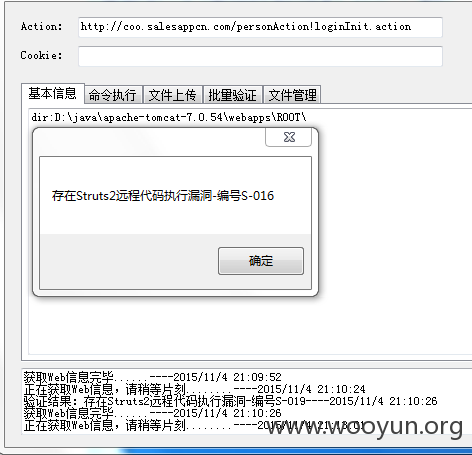 Action: http://coo.salesappcn.com/personAction!loginInit.action
Cookie:
基本信息 命令执行 文件上传 批量验证 文件管理
dir:D:\java\apache-tomcat-7.0.54\webapps\ROOT\
存在Struts2远程代码执行漏洞-编号S-016
确定
获取Web信息完毕......----2015/11/4 21:09:52
正在获取Web信息，请稍等片刻........----2015/11/4 21:10:24
验证结果：存在Struts2远程代码执行漏洞-编号S-019----2015/11/4 21:10:26
获取Web信息完毕......----2015/11/4 21:10:26
正在获取Web信息，请稍等片刻........----2015/11/4 21:13:01
www.wooyun.org